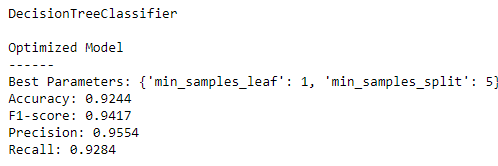 DecisionTreeClassifier
Optimized Model
------
Best Parameters: {'min_samples_leaf': 1, 'min_samples_split': 5}
Accuracy: 0.9244
F1-score: 0.9417
Precision: 0.9554
Recall: 0.9284